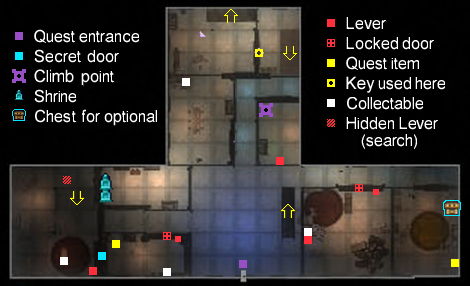 Quest entrance
Secret door
Climb point
Shrine
Chest for optional
Lever
Locked door
Quest item
Key used here
Collectable
Hidden Lever
(search)